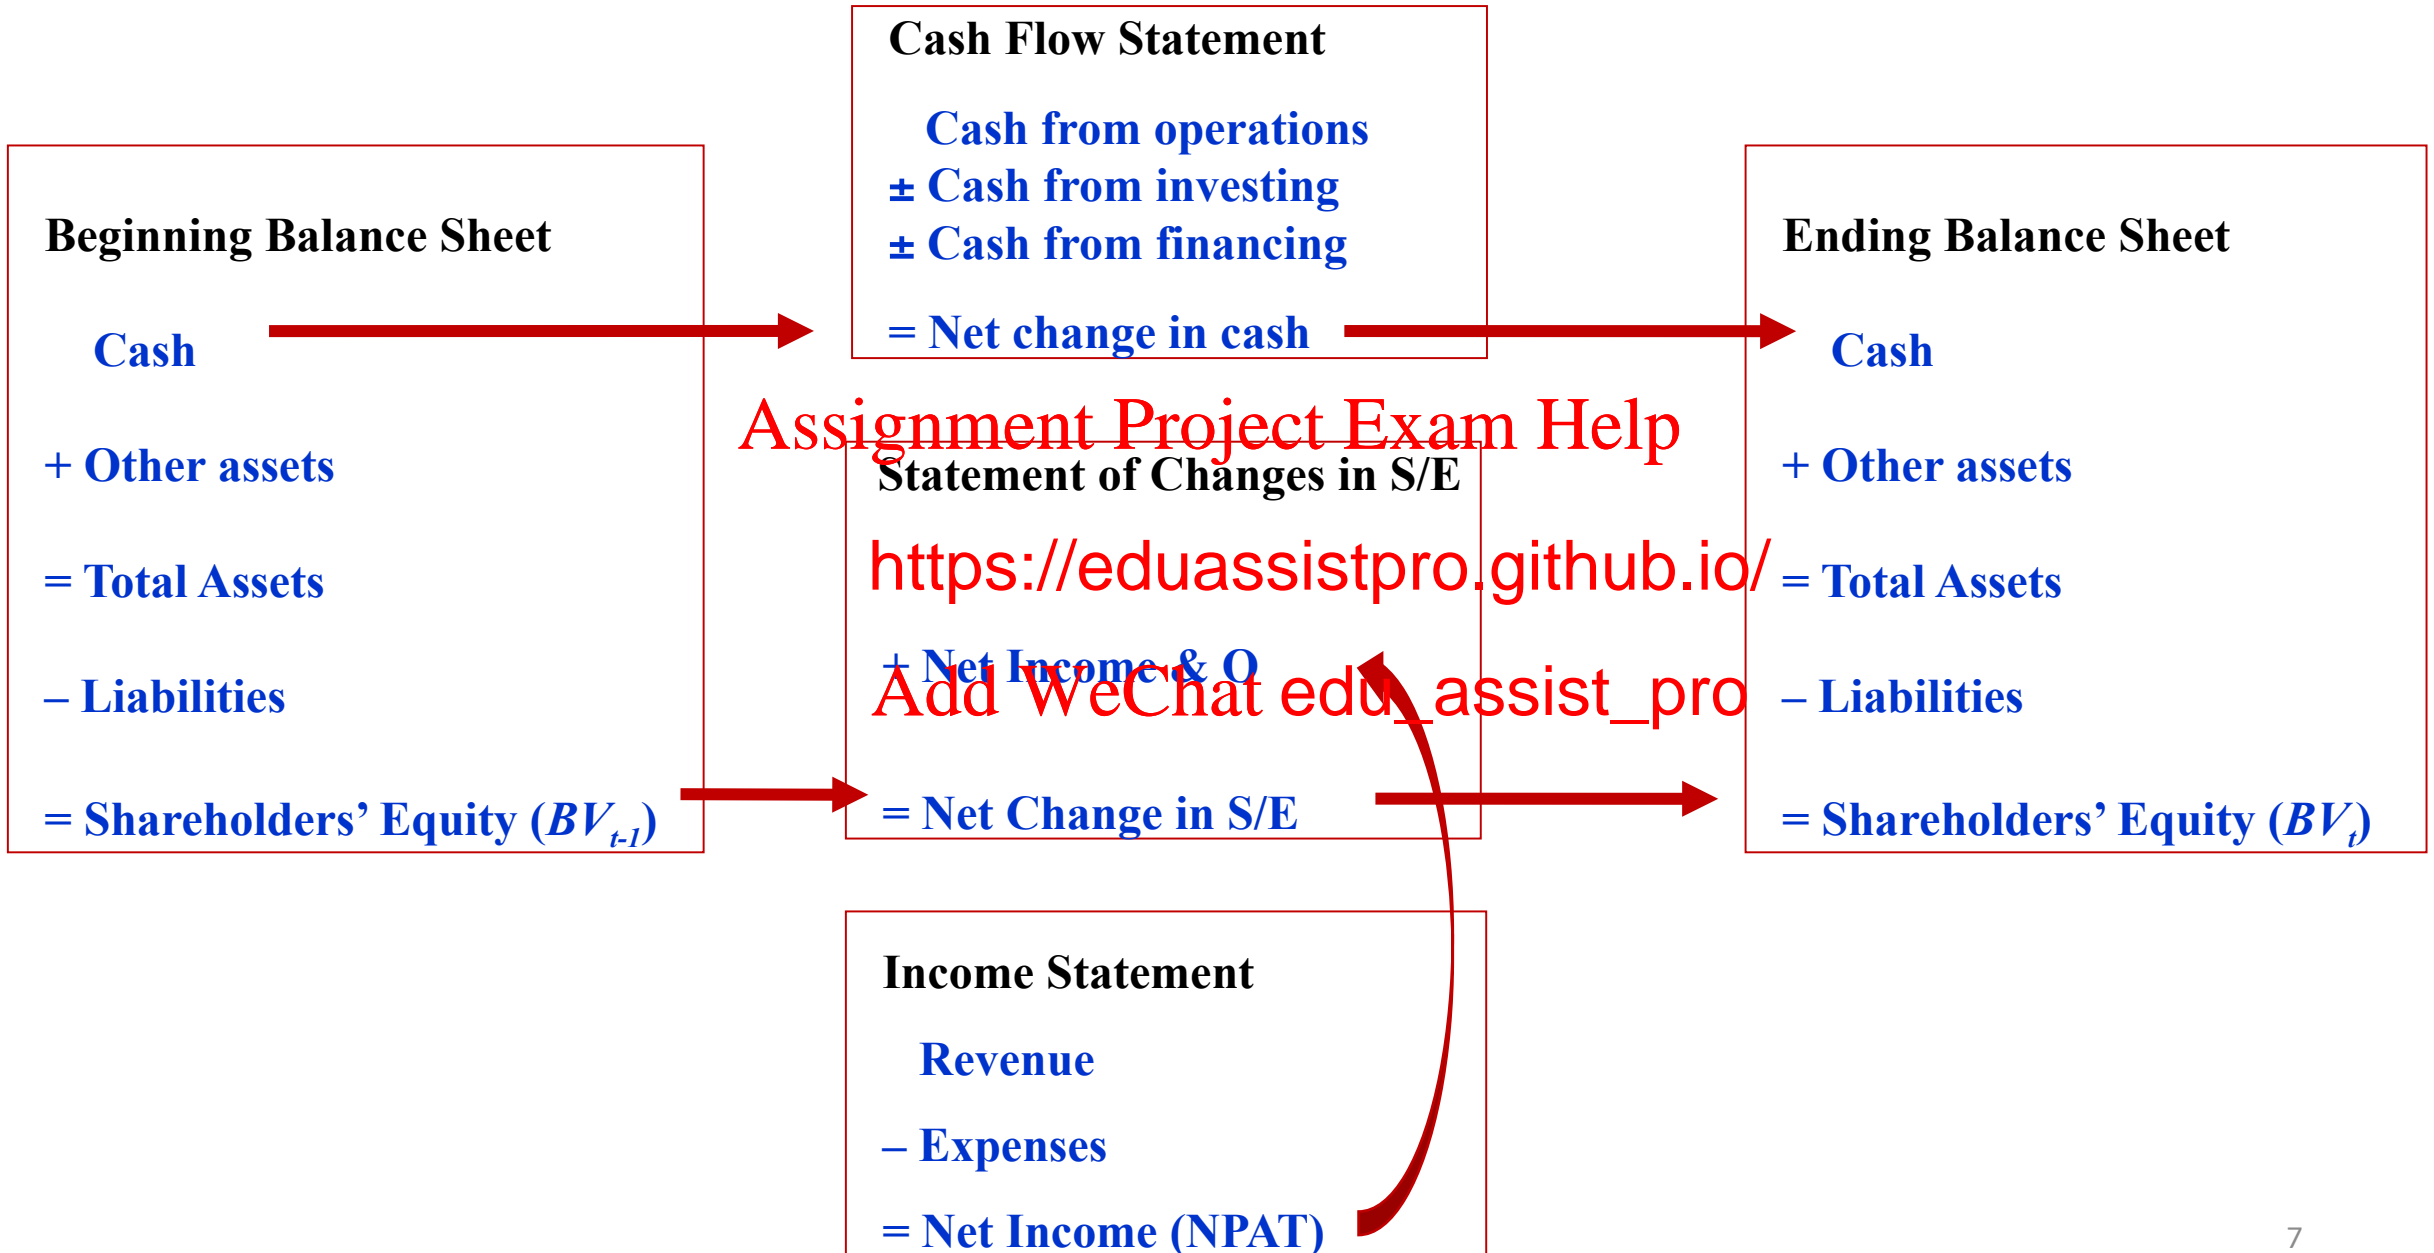 Cash Flow Statement
Cash from operations
± Cash from investing
± Cash from financing
= Net change in cash
Beginning Balance Sheet
Cash
+ Other assets
= Total Assets
– Liabilities
= Shareholders’ Equity (BVt-1)
Assignment Project Exam Help
Statement of Changes in S/E
https://eduassistpro.github.io/
+ Net Income & O
Add WeChat edu_assist_pro
= Net Change in S/E
Ending Balance Sheet
Cash
+ Other assets
= Total Assets
– Liabilities
= Shareholders’ Equity (BVt)
Income Statement
Revenue
– Expenses
= Net Income (NPAT)
7